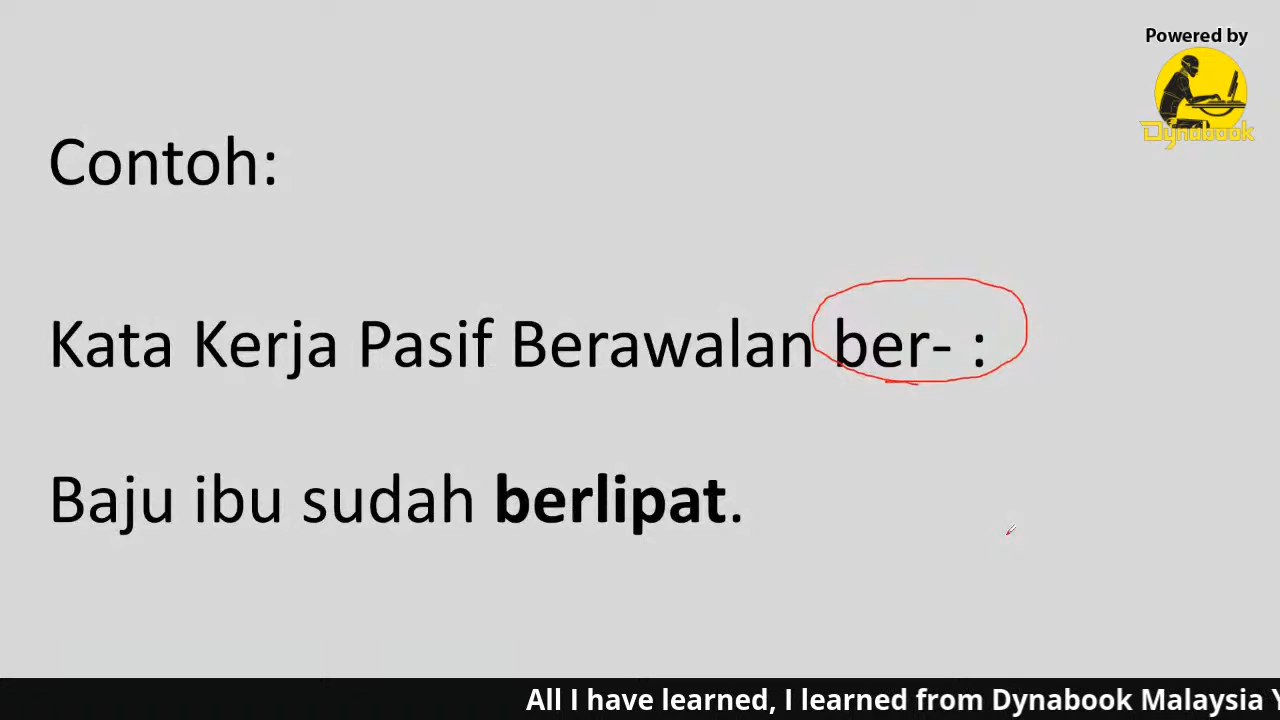 Powered by
Dynabook
Contoh:
Kata Kerja Pasif Berawalan ber- :
Baju ibu sudah berlipat.
All I have learned, I learned from Dynabook Malaysia Y